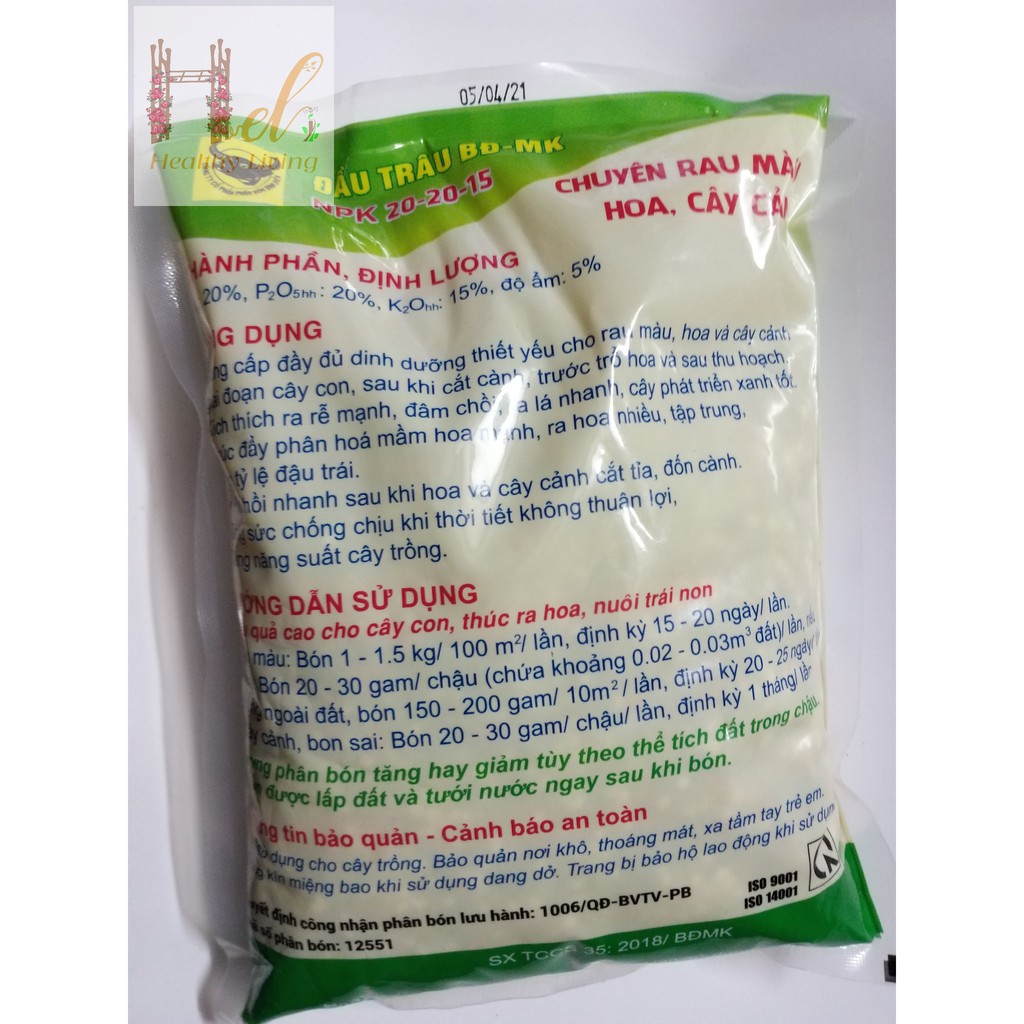 Hel
Healthy Living
05/04/21
ĐẦU TRÂU BĐ-MK
NPK 20-20-15
CHUYÊN RAU MÀU
HOA, CÂY CẢ
HÀNH PHẦN, ĐỊNH LƯỢNG
20%, P2O5hh: 20%, K2Ohh: 15%, độ ẩm: 5%
NG DỤNG
ng cấp đầy đủ dinh dưỡng thiết yếu cho rau màu, hoa và cây cảnh
ai đoạn cây con, sau khi cắt cành, trước trổ hoa và sau thu hoạch.
ích thích ra rễ mạnh, đâm chồi, ra lá nhanh, cây phát triển xanh tốt.
úc đầy phân hoá mầm hoa mạnh, ra hoa nhiều, tập trung,
tỷ lệ đậu trái.
hồi nhanh sau khi hoa và cây cảnh cắt tỉa, đốn cành.
g sức chống chịu khi thời tiết không thuận lợi,
ng năng suất cây trồng.
ỚNG DẪN SỬ DỤNG
quả cao cho cây con, thúc ra hoa, nuôi trái non
màu: Bón 1 - 1.5 kg/ 100 m²/ lần, định kỳ 15 - 20 ngày/ lần.
Bón 20 - 30 gam/ chậu (chứa khoảng 0.02 - 0.03m³ đất)/ lần, nếu
ngoài đất, bón 150 - 200 gam/ 10m²/ lần, định kỳ 20 - 25 ngày/
y cảnh, bon sai: Bón 20 - 30 gam/ chậu/ lần, định kỳ 1 tháng/ lần
ng phân bón tăng hay giảm tùy theo thể tích đất trong chậu.
được lấp đất và tưới nước ngay sau khi bón.
ng tin bảo quản - Cảnh báo an toàn
dụng cho cây trồng. Bảo quản nơi khô, thoáng mát, xa tầm tay trẻ em.
kín miệng bao khi sử dụng dang dở. Trang bị bảo hộ lao động khi sử dụng
yết định công nhận phân bón lưu hành: 1006/QĐ-BVTV-PB
số phân bón: 12551
ISO 9001
ISO 14001
SX TCCS 35: 2018/ BĐMK